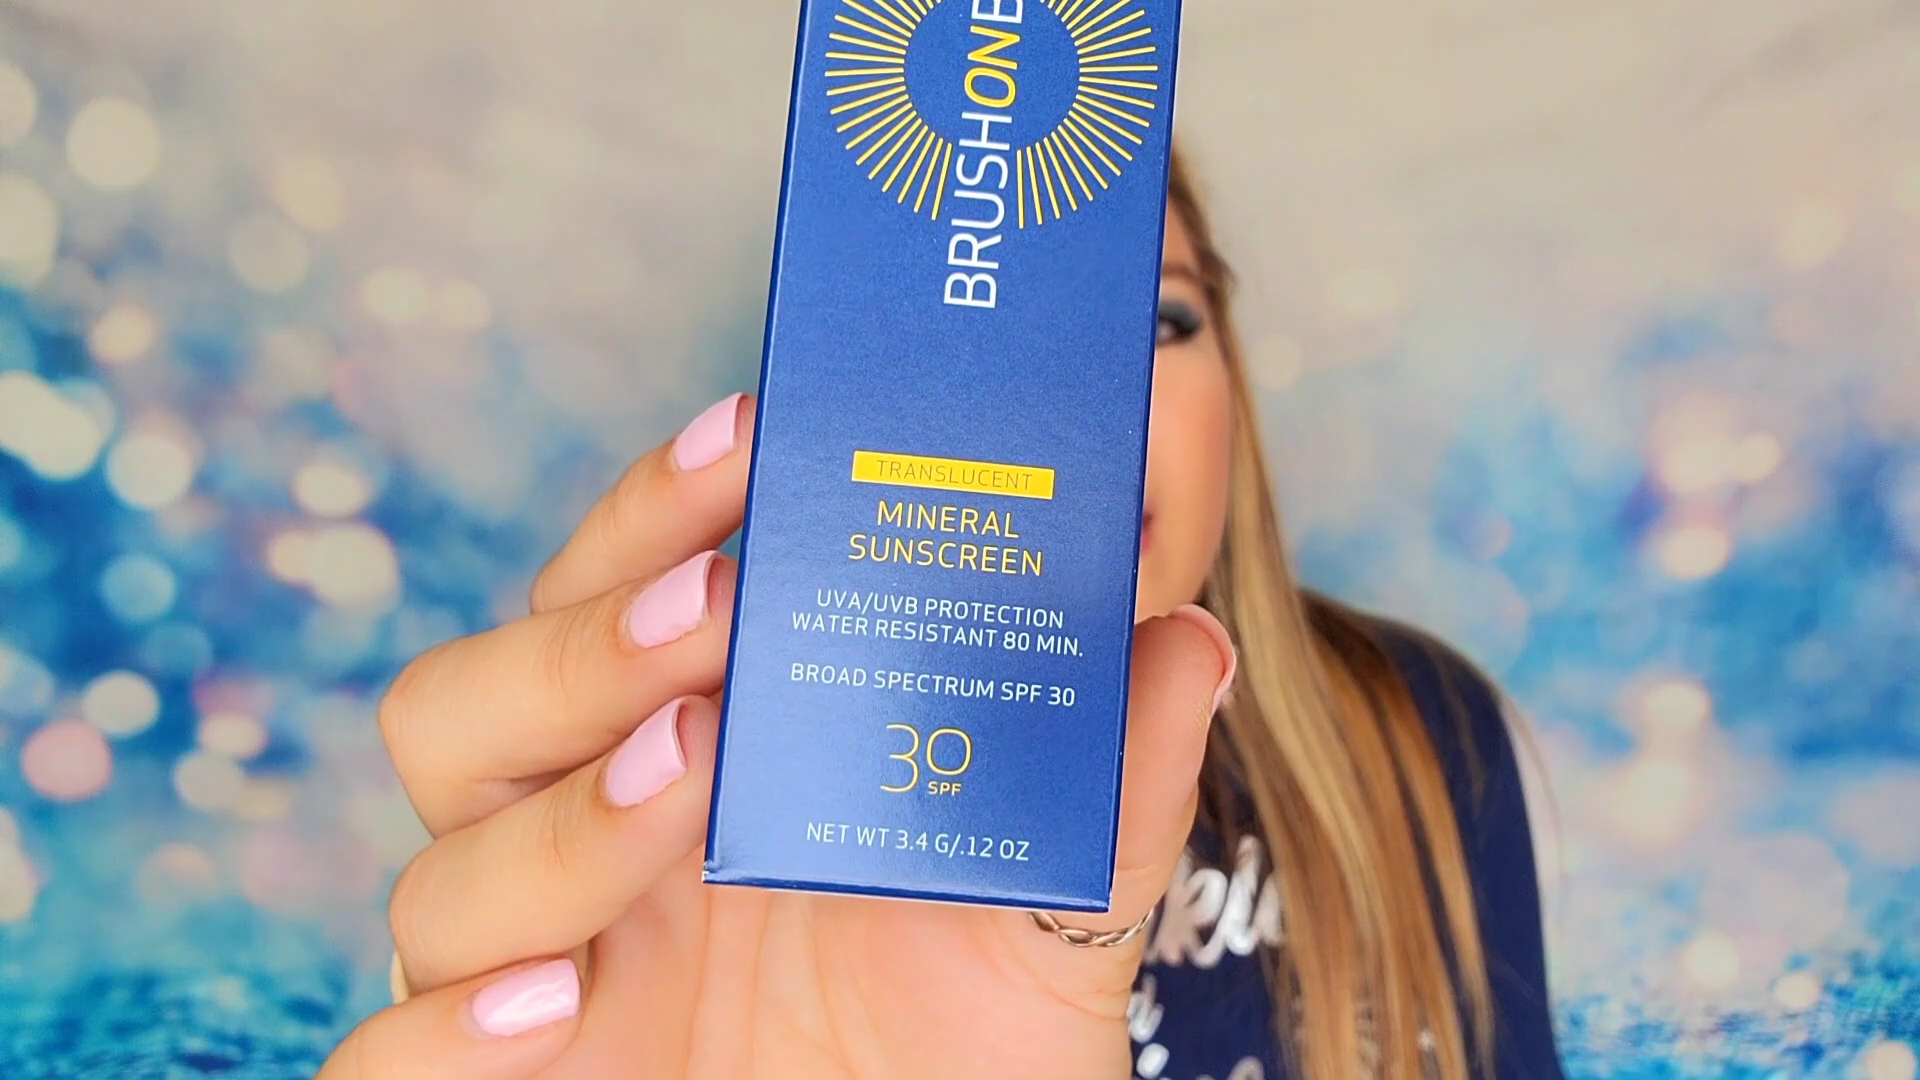 BRUSHONB
TRANSLUCENT
MINERAL
SUNSCREEN
UVA/UVB PROTECTION
WATER RESISTANT 80 MIN.
BROAD SPECTRUM SPF 30
30
SPF
NET WT 3.4 G/.12 OZ